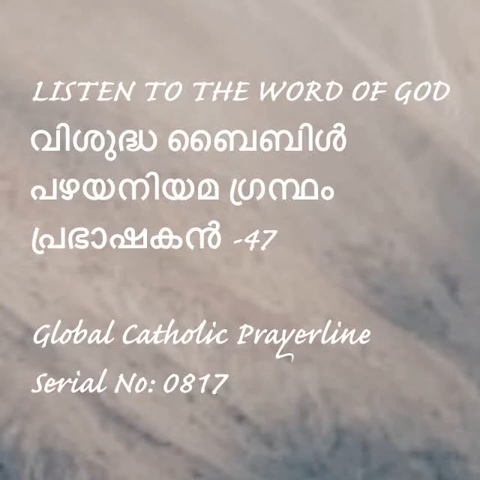 LISTEN TO THE WORD OF GOD
വിശുദ്ധ ബൈബിൾ
പഴയനിയമ ഗ്രന്ഥം
പ്രഭാഷകൻ -47
Global Catholic Prayerline
Serial No: 0817